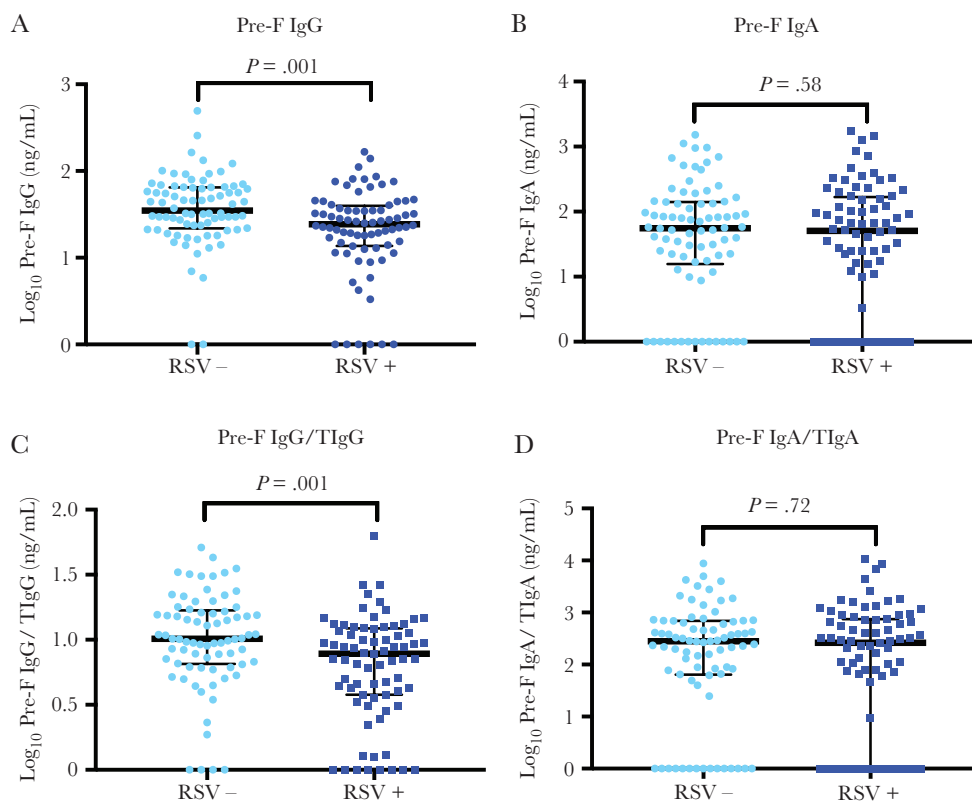 A
Pre-F IgG
P = .001
Log10 Pre-F IgG (ng/mL)
3
2
1
0
RSV –
RSV +
B
Pre-F IgA
P = .58
Log10 Pre-F IgA (ng/mL)
4
3
2
1
0
RSV –
RSV +
C
Pre-F IgG/TIgG
P = .001
Log10 Pre-F IgG/ TIgG (ng/mL)
2.0
1.5
1.0
0.5
0
RSV –
RSV +
D
Pre-F IgA/TIgA
P = .72
Log10 Pre-F IgA/ TIgA (ng/mL)
5
4
3
2
1
0
RSV –
RSV +